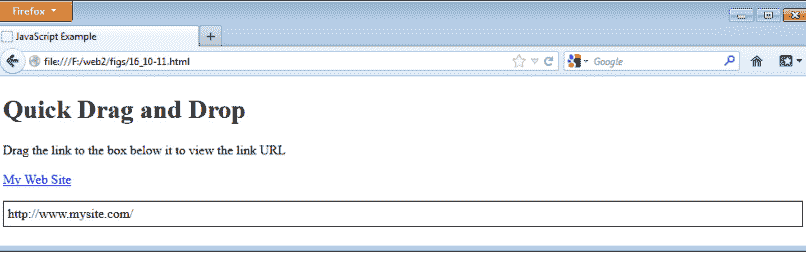 Firefox
JavaScript Example
file:///F:/web2/figs/16_10-11.html
Google
Quick Drag and Drop
Drag the link to the box below it to view the link URL
My Web Site
http://www.mysite.com/